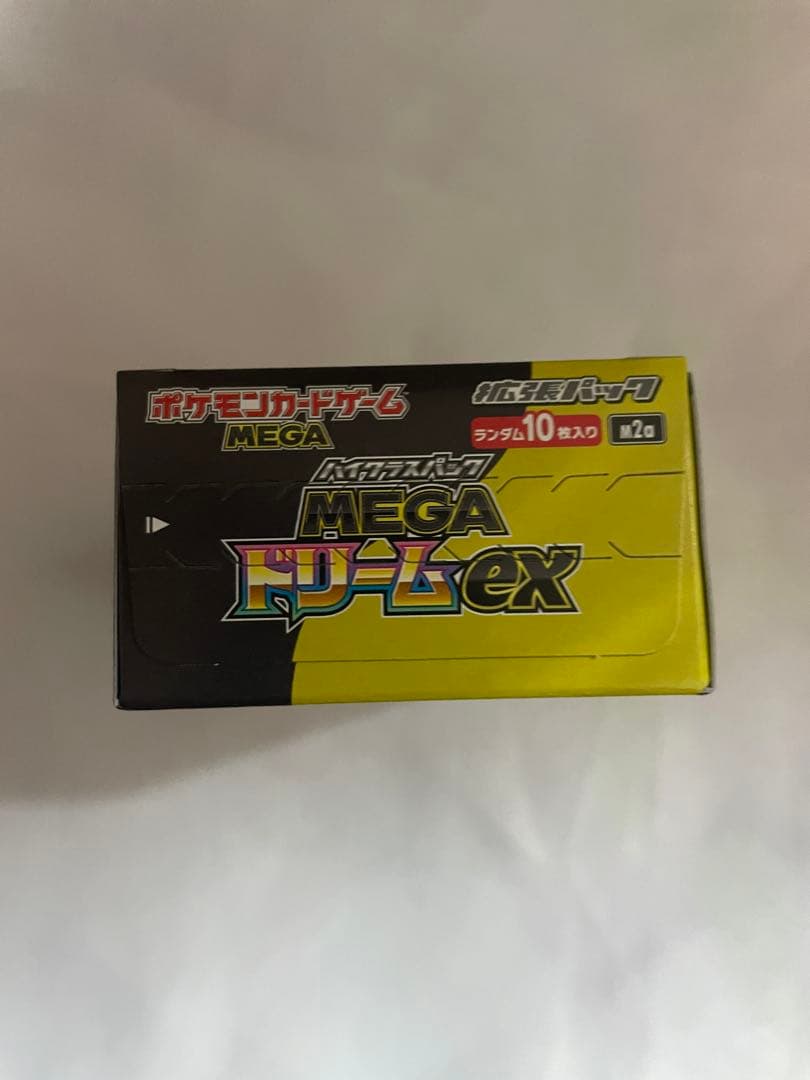 ポケモンカードゲーム
MEGA
拡張パック
ランダム10枚入り M2a
ハイクラスパック
MEGA
ドリームex